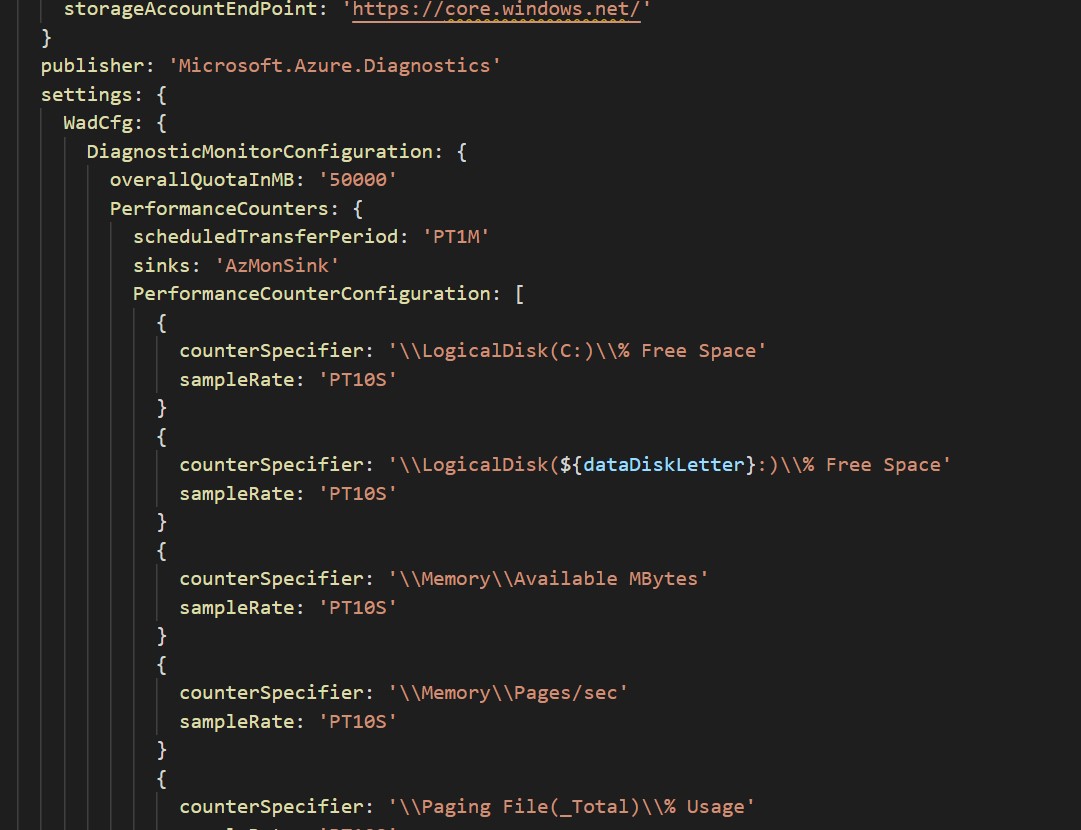 storageAccountEndPoint: 'https://core.windows.net/'
}
publisher: 'Microsoft.Azure.Diagnostics'
settings: {
WadCfg: {
DiagnosticMonitorConfiguration: {
overallQuotaInMB: '50000'
PerformanceCounters: {
scheduledTransferPeriod: 'PT1M'
sinks: 'AzMonSink'
PerformanceCounterConfiguration: [
{
counterSpecifier: '\\LogicalDisk(C:)\\% Free Space'
sampleRate: 'PT10S'
}
{
counterSpecifier: '\\LogicalDisk(${dataDiskLetter}:)\\% Free Space'
sampleRate: 'PT10S'
}
{
counterSpecifier: '\\Memory\\Available MBytes'
sampleRate: 'PT10S'
}
{
counterSpecifier: '\\Memory\\Pages/sec'
sampleRate: 'PT10S'
}
{
counterSpecifier: '\\Paging File(_Total)\\% Usage'